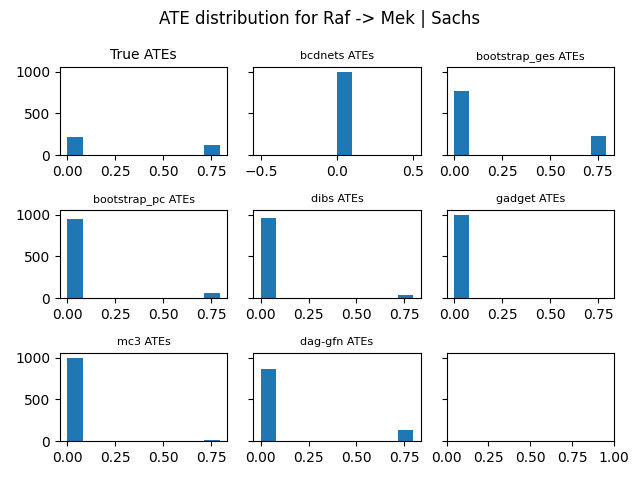 ATE distribution for Raf -> Mek | Sachs
True ATEs
bcdnets ATEs
bootstrap_ges ATEs
1000
500
0
0.00 0.25 0.50 0.75
−0.5 0.0 0.5
0.00 0.25 0.50 0.75
bootstrap_pc ATEs
dibs ATEs
gadget ATEs
1000
500
0
0.00 0.25 0.50 0.75
0.00 0.25 0.50 0.75
0.00 0.25 0.50 0.75
mc3 ATEs
dag-gfn ATEs
1000
500
0
0.00 0.25 0.50 0.75
0.00 0.25 0.50 0.75
0.00 0.25 0.50 0.75 1.00